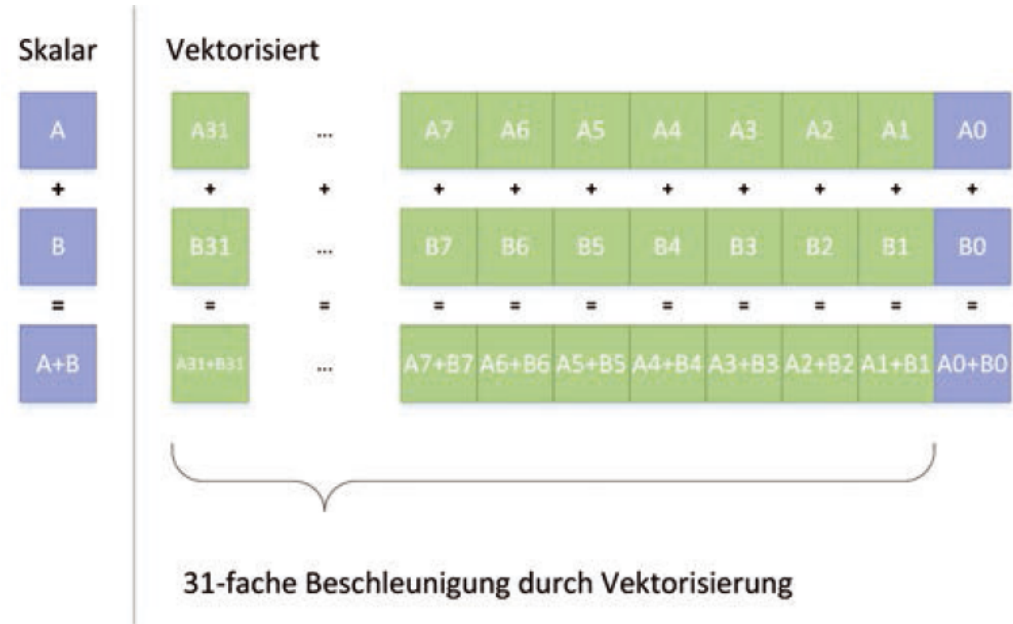 Skalar Vektorisiert
A A31 ... A7 A6 A5 A4 A3 A2 A1 A0
+ + + + + + + + + + +
B B31 ... B7 B6 B5 B4 B3 B2 B1 B0
= = = = = = = = = = =
A+B A31+B31 ... A7+B7 A6+B6 A5+B5 A4+B4 A3+B3 A2+B2 A1+B1 A0+B0
31-fache Beschleunigung durch Vektorisierung